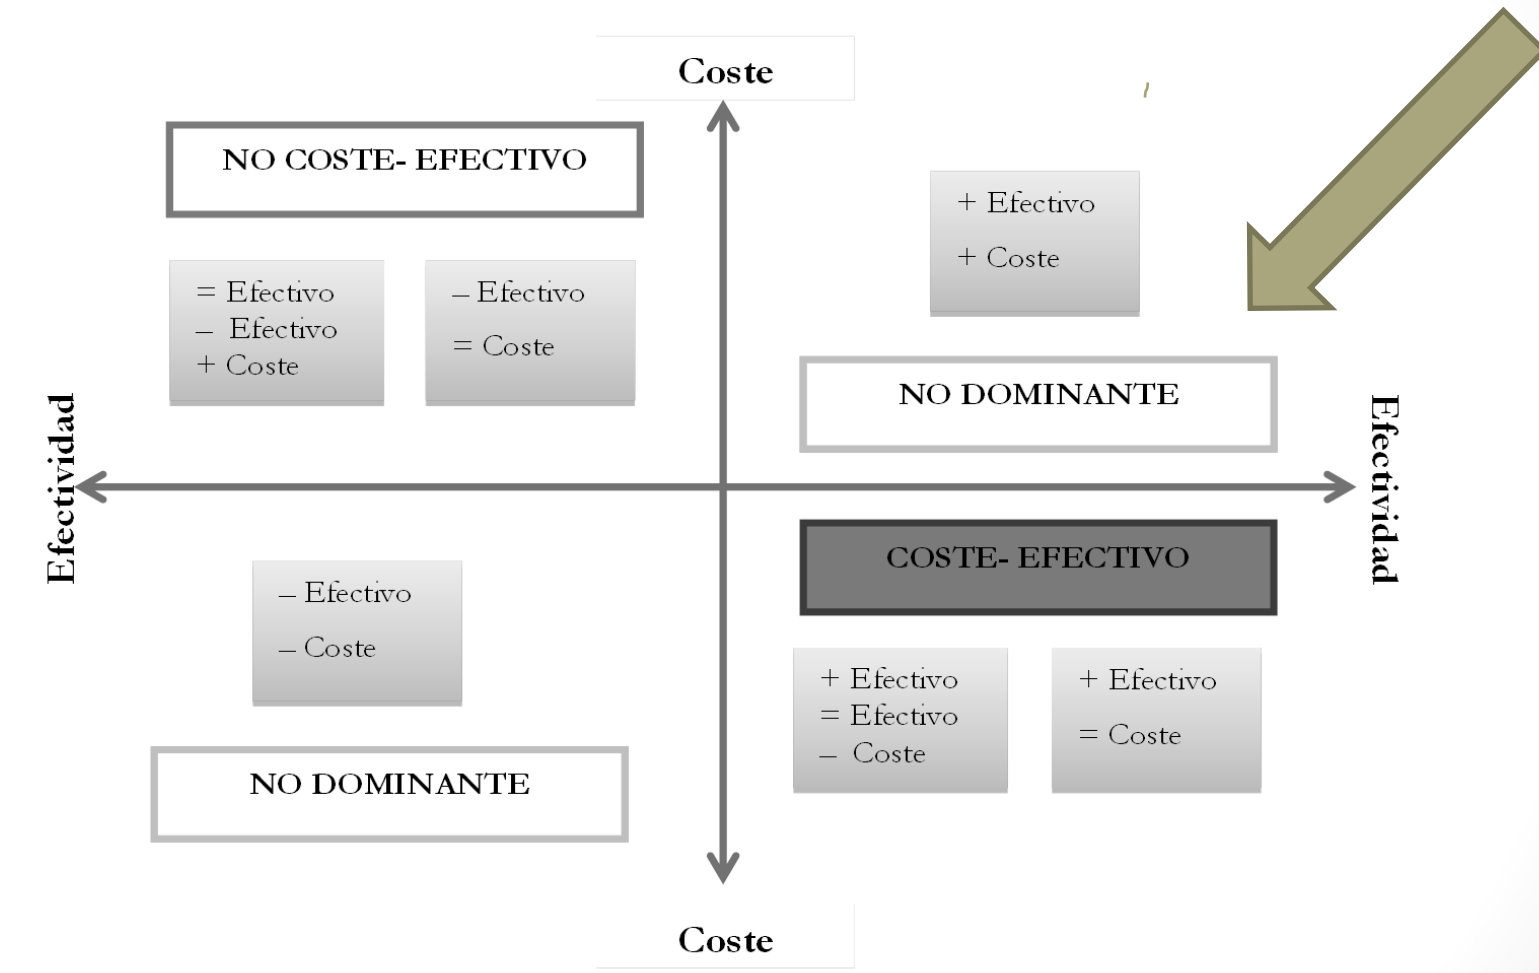 Coste
NO COSTE- EFECTIVO
= Efectivo
– Efectivo
+ Coste
– Efectivo
= Coste
+ Efectivo
+ Coste
NO DOMINANTE
Efectividad
Efectividad
– Efectivo
– Coste
NO DOMINANTE
COSTE- EFECTIVO
+ Efectivo
= Efectivo
– Coste
+ Efectivo
= Coste
Coste